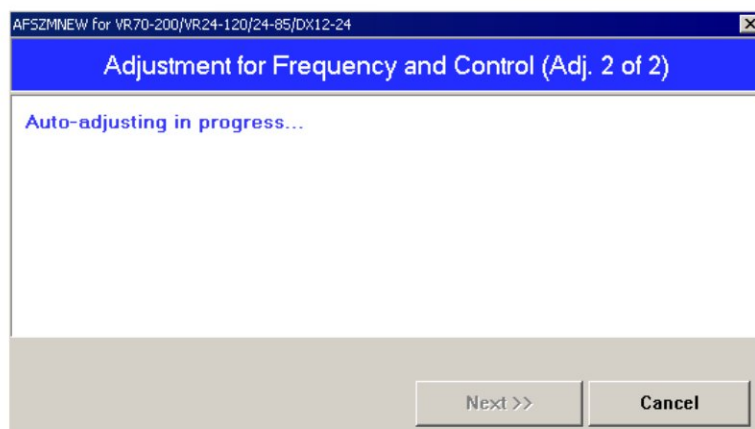 AFSZMNEW for VR70-200/VR24-120/24-85/DX12-24
Adjustment for Frequency and Control (Adj. 2 of 2)
Auto-adjusting in progress...
Next >>
Cancel